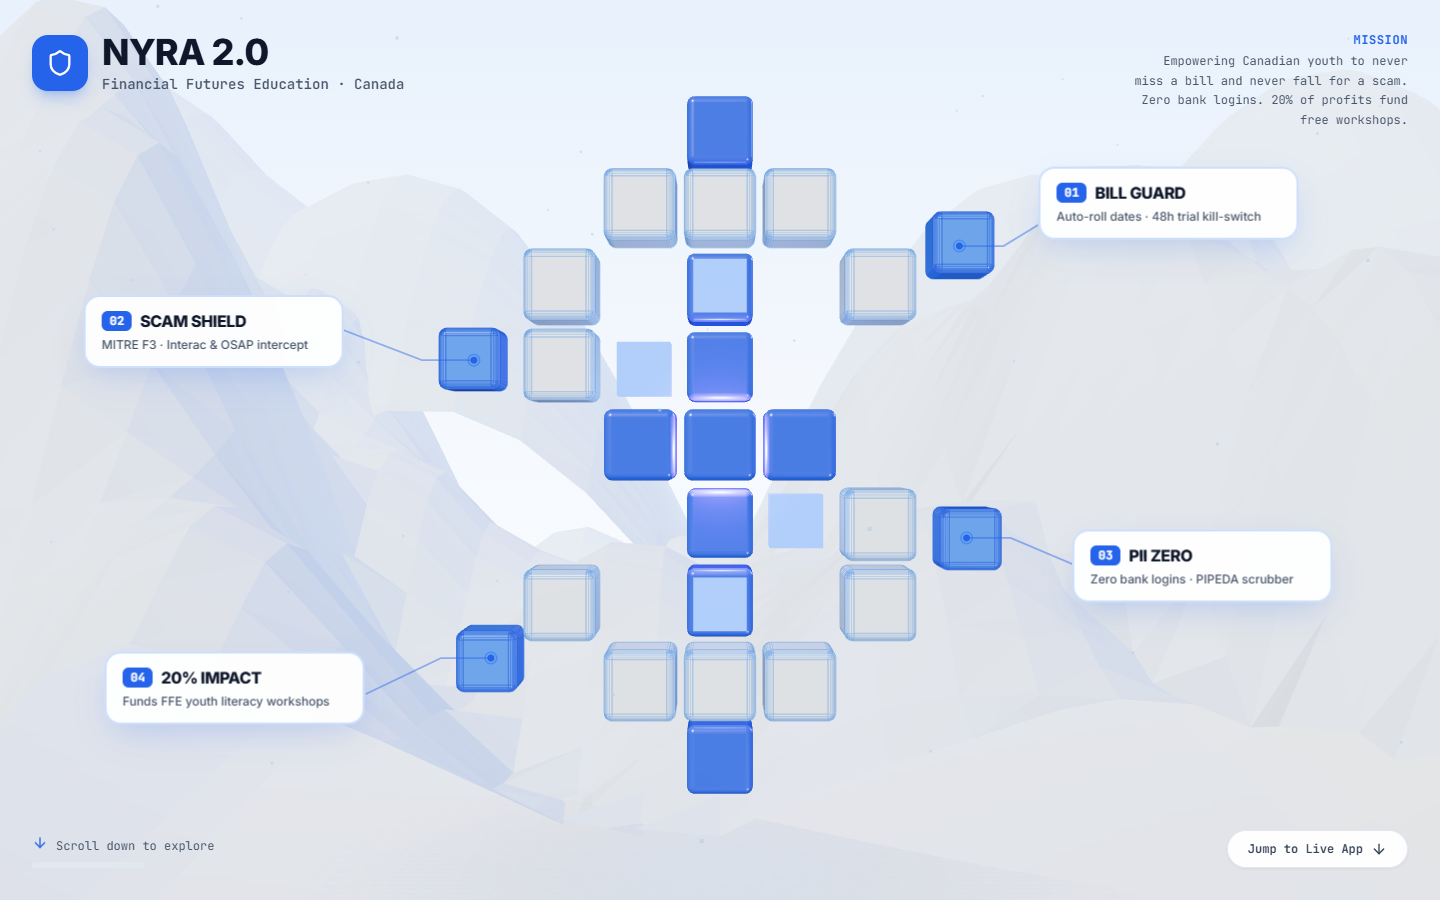 NYRA 2.0
Financial Futures Education · Canada
MISSION
Empowering Canadian youth to never
miss a bill and never fall for a scam.
Zero bank logins. 20% of profits fund
free workshops.
01 BILL GUARD
Auto-roll dates · 48h trial kill-switch
02 SCAM SHIELD
MITRE F3 · Interac & OSAP intercept
03 PII ZERO
Zero bank logins · PIPEDA scrubber
04 20% IMPACT
Funds FFE youth literacy workshops
Scroll down to explore
Jump to Live App